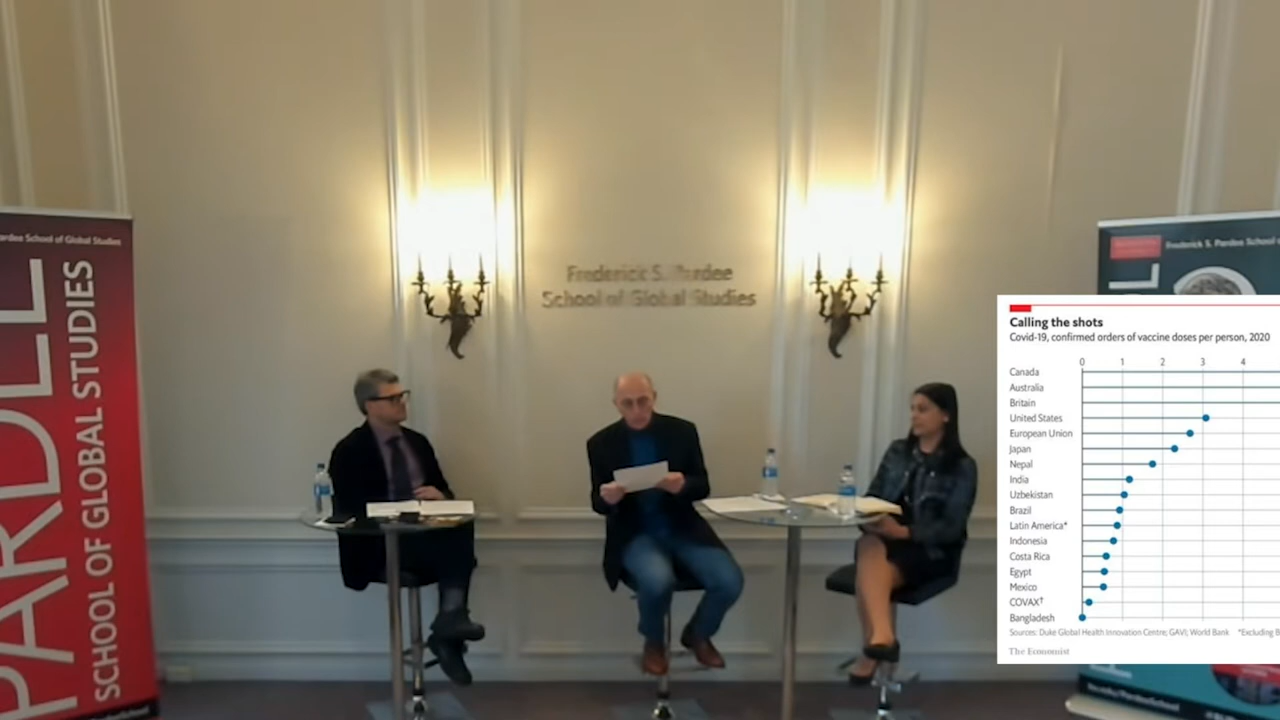 ardee School of Global Studies
PARDEE
SCHOOL OF GLOBAL STUDIES
Frederick S. Pardee
School of Global Studies
Frederick S. Pardee School
Calling the shots
Covid-19, confirmed orders of vaccine doses per person, 2020
0 1 2 3 4
Canada
Australia
Britain
United States
European Union
Japan
Nepal
India
Uzbekistan
Brazil
Latin America*
Indonesia
Costa Rica
Egypt
Mexico
COVAX†
Bangladesh
Sources: Duke Global Health Innovation Centre; GAVI; World Bank *Excluding B
The Economist